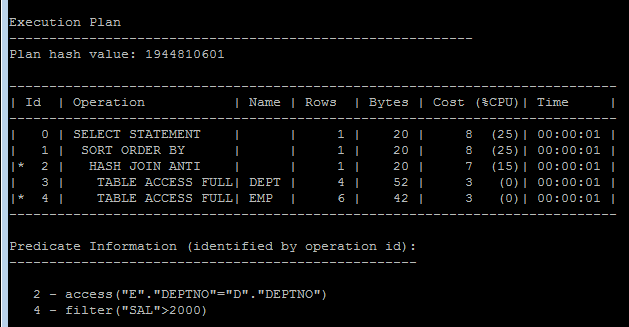 Execution Plan
----------------------------------------------------------
Plan hash value: 1944810601

----------------------------------------------------------------------------
| Id  | Operation           | Name | Rows  | Bytes | Cost (%CPU)| Time     |
----------------------------------------------------------------------------
|   0 | SELECT STATEMENT    |      |     1 |    20 |     8  (25)| 00:00:01 |
|   1 |  SORT ORDER BY      |      |     1 |    20 |     8  (25)| 00:00:01 |
|*  2 |   HASH JOIN ANTI    |      |     1 |    20 |     7  (15)| 00:00:01 |
|   3 |    TABLE ACCESS FULL| DEPT |     4 |    52 |     3   (0)| 00:00:01 |
|*  4 |    TABLE ACCESS FULL| EMP  |     6 |    42 |     3   (0)| 00:00:01 |
----------------------------------------------------------------------------

Predicate Information (identified by operation id):
---------------------------------------------------

   2 - access("E"."DEPTNO"="D"."DEPTNO")
   4 - filter("SAL">2000)